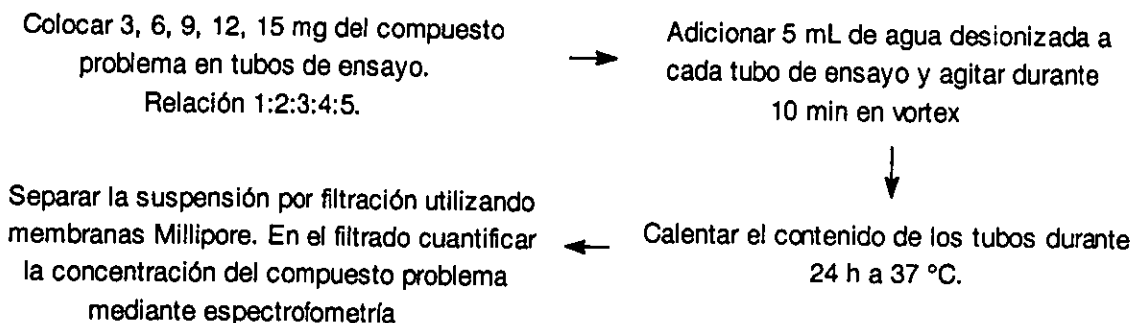 Colocar 3, 6, 9, 12, 15 mg del compuesto
problema en tubos de ensayo.
Relación 1:2:3:4:5.
Adicionar 5 mL de agua desionizada a
cada tubo de ensayo y agitar durante
10 min en vortex
Calentar el contenido de los tubos durante
24 h a 37 °C.
Separar la suspensión por filtración utilizando
membranas Millipore. En el filtrado cuantificar
la concentración del compuesto problema
mediante espectrofometría